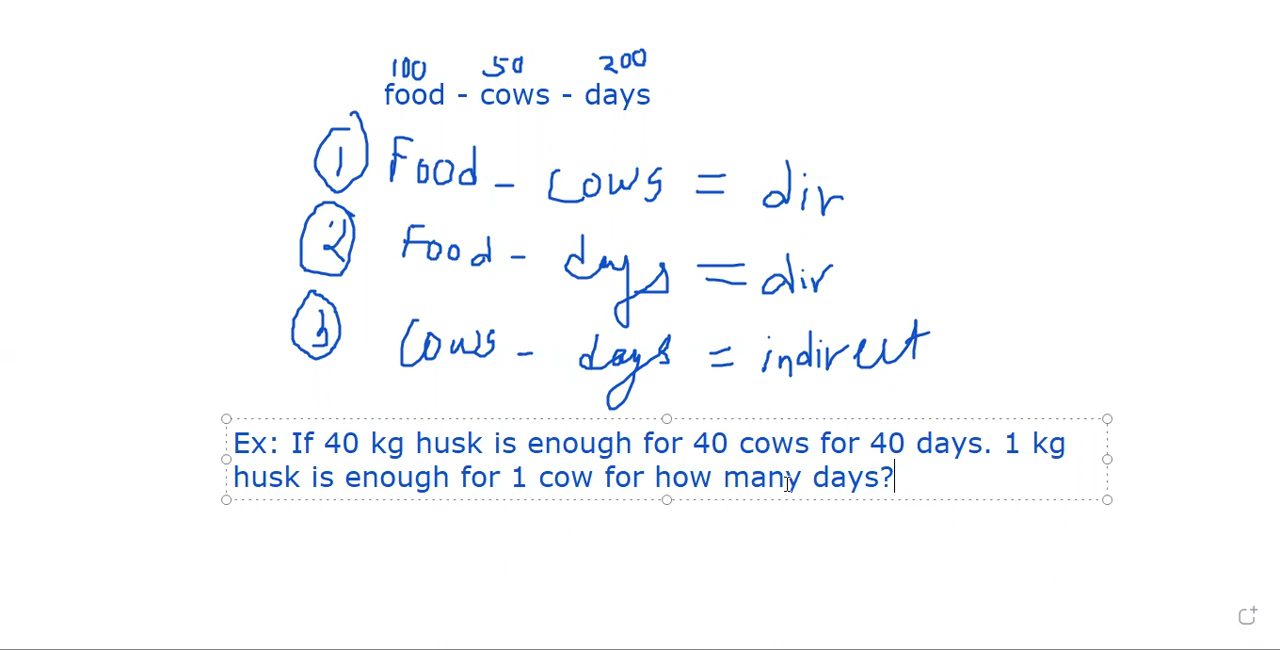 100 50 200
food - cows - days
1 Food - cows = dir
2 Food - days = dir
3 Cows - days = indirect
Ex: If 40 kg husk is enough for 40 cows for 40 days. 1 kg
husk is enough for 1 cow for how many days?